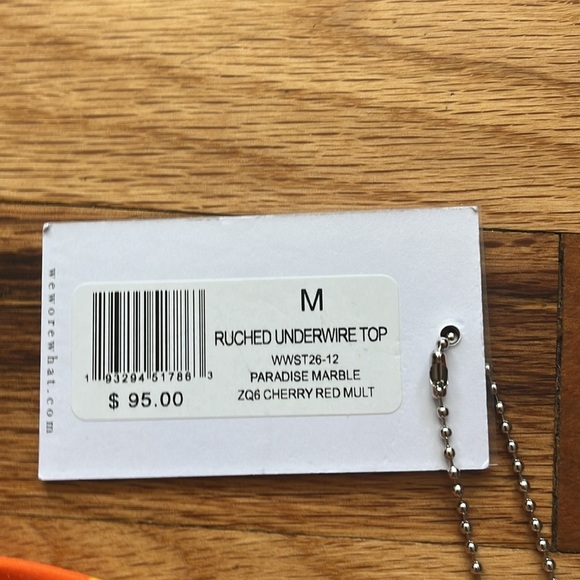 weworewhat.com
M
RUCHED UNDERWIRE TOP
WWST26-12
PARADISE MARBLE
ZQ6 CHERRY RED MULT
1 93294 51786 3
$ 95.00